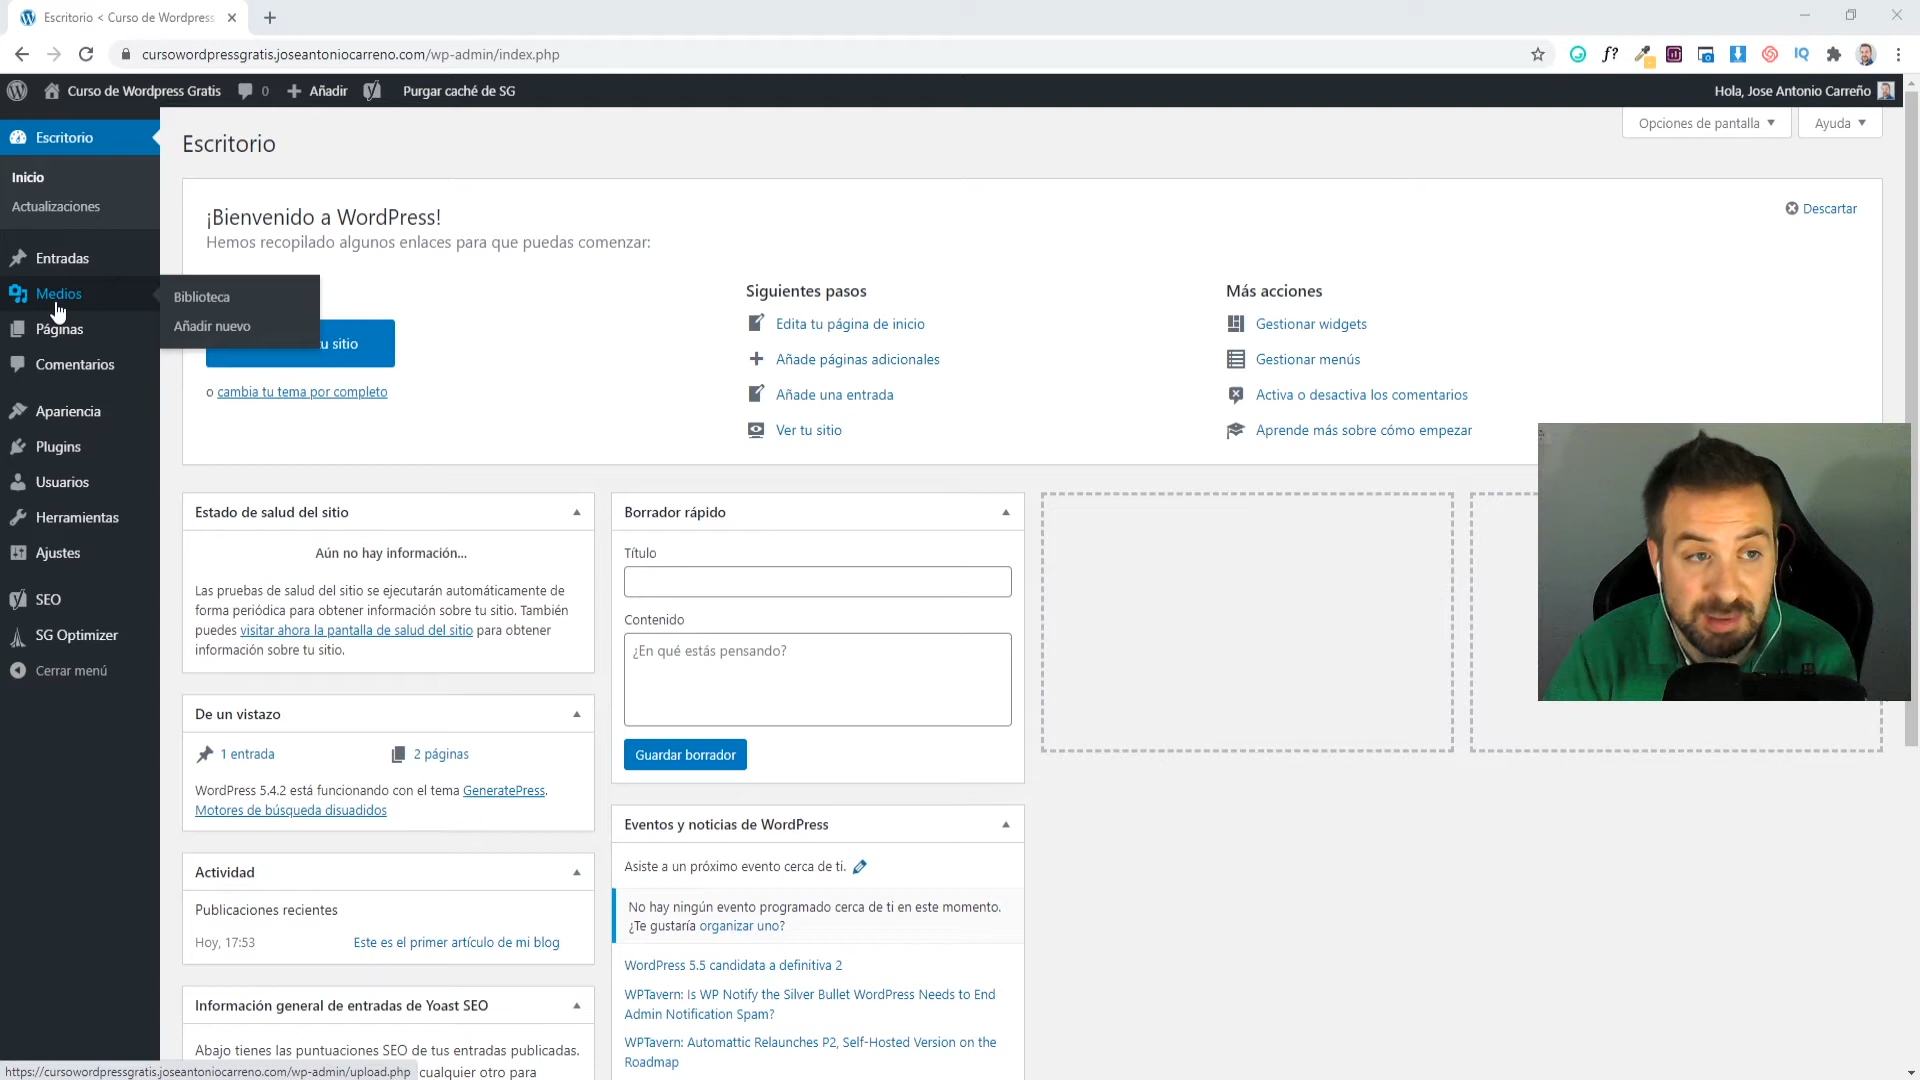 Escritorio < Curso de Wordpress
cursowordpressgratis.joseantoniocarreno.com/wp-admin/index.php
f?
IQ
Curso de Wordpress Gratis
0
Añadir
Purgar caché de SG
Hola, Jose Antonio Carreño
Escritorio
Inicio
Actualizaciones
Entradas
Medios
Páginas
Comentarios
Apariencia
Plugins
Usuarios
Herramientas
Ajustes
SEO
SG Optimizer
Cerrar menú
Biblioteca
Añadir nuevo
Opciones de pantalla
Ayuda
Escritorio
¡Bienvenido a WordPress!
Hemos recopilado algunos enlaces para que puedas comenzar:
Descartar
u sitio
o cambia tu tema por completo
Siguientes pasos
Edita tu página de inicio
Añade páginas adicionales
Añade una entrada
Ver tu sitio
Más acciones
Gestionar widgets
Gestionar menús
Activa o desactiva los comentarios
Aprende más sobre cómo empezar
Estado de salud del sitio
Aún no hay información...
Las pruebas de salud del sitio se ejecutarán automáticamente de
forma periódica para obtener información sobre tu sitio. También
puedes visitar ahora la pantalla de salud del sitio para obtener
información sobre tu sitio.
De un vistazo
1 entrada
2 páginas
WordPress 5.4.2 está funcionando con el tema GeneratePress.
Motores de búsqueda disuadidos
Actividad
Publicaciones recientes
Hoy, 17:53
Este es el primer artículo de mi blog
Información general de entradas de Yoast SEO
Abajo tienes las puntuaciones SEO de tus entradas publicadas.
cualquier otro para
Borrador rápido
Título
Contenido
¿En qué estás pensando?
Guardar borrador
Eventos y noticias de WordPress
Asiste a un próximo evento cerca de ti.
No hay ningún evento programado cerca de ti en este momento.
¿Te gustaría organizar uno?
WordPress 5.5 candidata a definitiva 2
WPTavern: Is WP Notify the Silver Bullet WordPress Needs to End
Admin Notification Spam?
WPTavern: Automattic Relaunches P2, Self-Hosted Version on the
Roadmap
https://cursowordpressgratis.joseantoniocarreno.com/wp-admin/upload.php